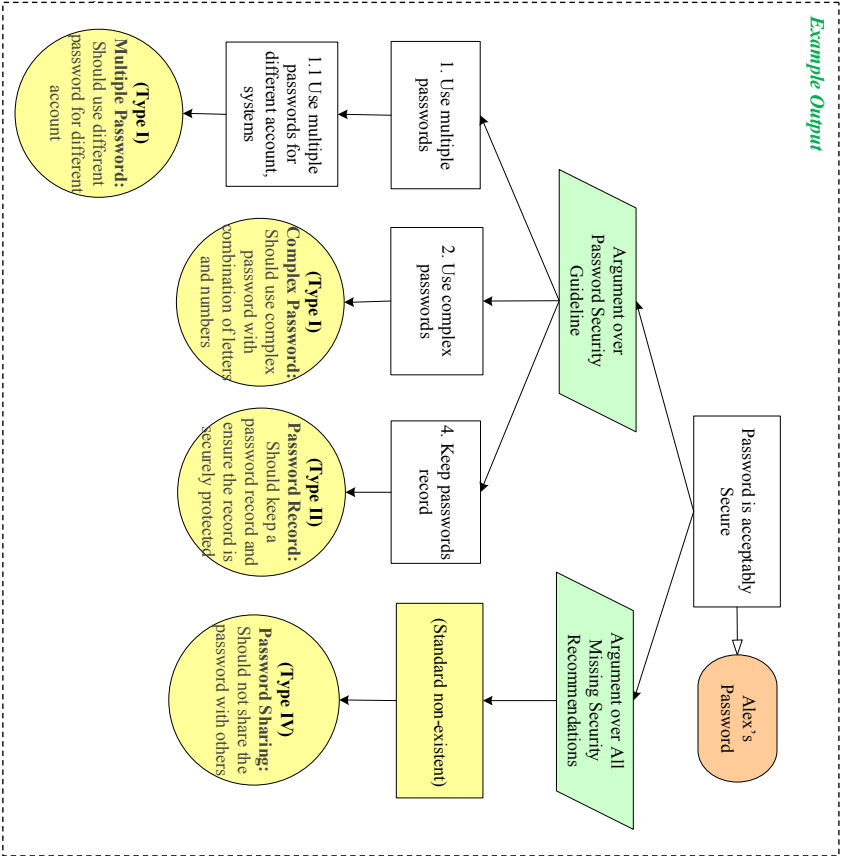 Example Output
Password is acceptably
Secure
Alex’s
Password
Argument over
Password Security
Guideline
Argument over All
Missing Security
Recommendations
1. Use multiple
passwords
2. Use complex
passwords
4. Keep passwords
record
(Standard non-existent)
1.1 Use multiple
passwords for
different account,
systems
(Type I)
Multiple Password:
Should use different
password for different
account
(Type I)
Complex Password:
Should use complex
password with
combination of letters
and numbers
(Type II)
Password Record:
Should keep a
password record and
ensure the record is
securely protected
(Type IV)
Password Sharing:
Should not share the
password with others